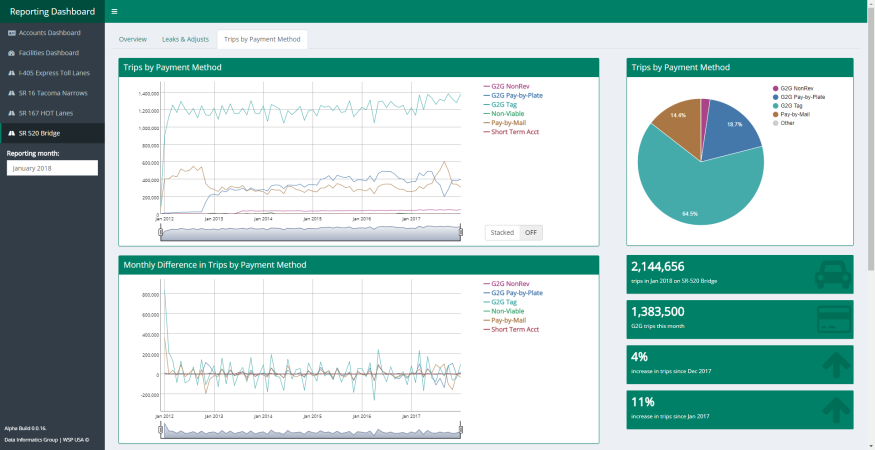 Reporting Dashboard
Accounts Dashboard
Facilities Dashboard
I-405 Express Toll Lanes
SR 16 Tacoma Narrows
SR 167 HOT Lanes
SR 520 Bridge
Reporting month:
January 2018
Alpha Build 0.0.16.
Data Informatics Group | WSP USA ©
Overview
Leaks & Adjusts
Trips by Payment Method
Trips by Payment Method
1,400,000
1,200,000
1,000,000
800,000
600,000
400,000
200,000
0
Jan 2012
Jan 2013
Jan 2014
Jan 2015
Jan 2016
Jan 2017
G2G NonRev
G2G Pay-by-Plate
G2G Tag
Non-Viable
Pay-by-Mail
Short Term Acct
Stacked
OFF
Monthly Difference in Trips by Payment Method
800,000
600,000
400,000
200,000
0
-200,000
Jan 2012
Jan 2013
Jan 2014
Jan 2015
Jan 2016
Jan 2017
G2G NonRev
G2G Pay-by-Plate
G2G Tag
Non-Viable
Pay-by-Mail
Short Term Acct
Trips by Payment Method
14.4%
18.7%
64.5%
G2G NonRev
G2G Pay-by-Plate
G2G Tag
Pay-by-Mail
Other
2,144,656
trips in Jan 2018 on SR-520 Bridge
1,383,500
G2G trips this month
4%
increase in trips since Dec 2017
11%
increase in trips since Jan 2017